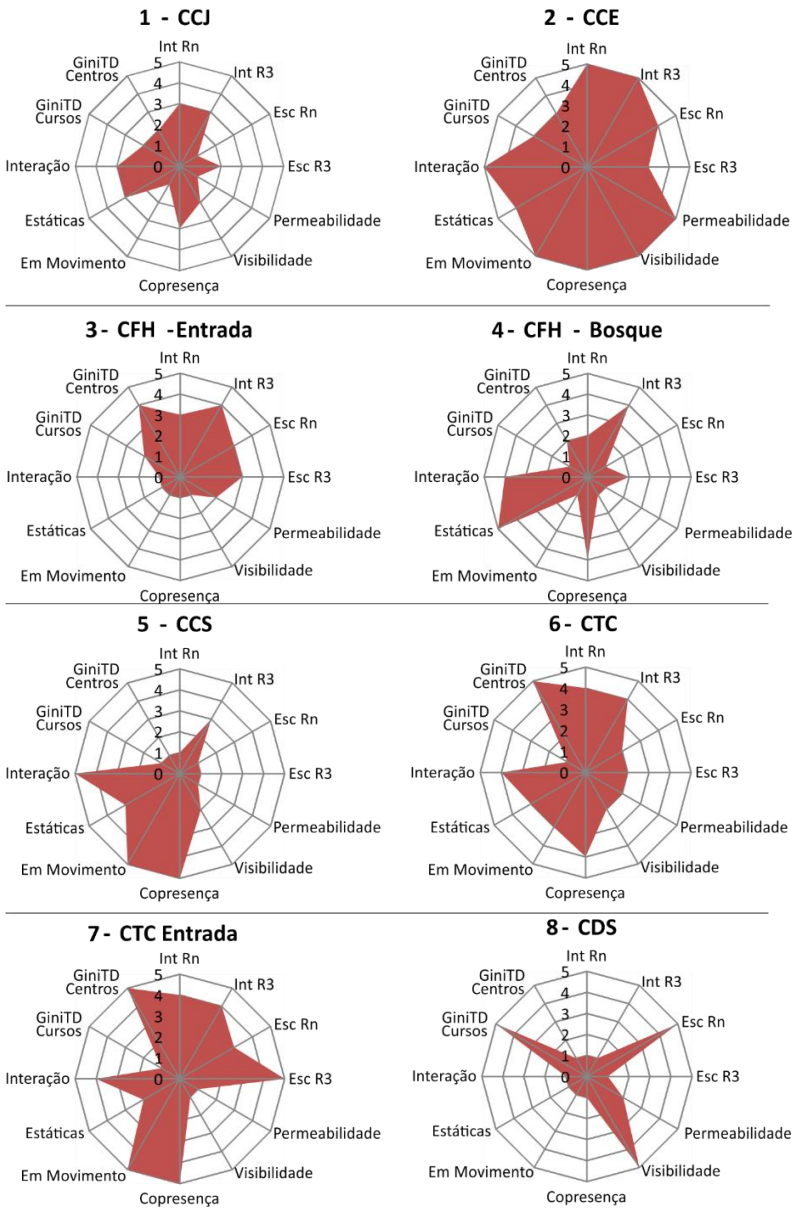 1 - CCJ
Int Rn
Int R3
Esc Rn
Esc R3
Permeabilidade
Visibilidade
Copresença
Em Movimento
Estáticas
Interação
GiniTD
Cursos
GiniTD
Centros
5
4
3
2
1
0
2 - CCE
Int Rn
Int R3
Esc Rn
Esc R3
Permeabilidade
Visibilidade
Copresença
Em Movimento
Estáticas
Interação
GiniTD
Cursos
GiniTD
Centros
5
4
3
2
1
0
3 - CFH -Entrada
Int Rn
Int R3
Esc Rn
Esc R3
Permeabilidade
Visibilidade
Copresença
Em Movimento
Estáticas
Interação
GiniTD
Cursos
GiniTD
Centros
5
4
3
2
1
0
4 - CFH - Bosque
Int Rn
Int R3
Esc Rn
Esc R3
Permeabilidade
Visibilidade
Copresença
Em Movimento
Estáticas
Interação
GiniTD
Cursos
GiniTD
Centros
5
4
3
2
1
0
5 - CCS
Int Rn
Int R3
Esc Rn
Esc R3
Permeabilidade
Visibilidade
Copresença
Em Movimento
Estáticas
Interação
GiniTD
Cursos
GiniTD
Centros
5
4
3
2
1
0
6 - CTC
Int Rn
Int R3
Esc Rn
Esc R3
Permeabilidade
Visibilidade
Copresença
Em Movimento
Estáticas
Interação
GiniTD
Cursos
GiniTD
Centros
5
4
3
2
1
0
7 - CTC Entrada
Int Rn
Int R3
Esc Rn
Esc R3
Permeabilidade
Visibilidade
Copresença
Em Movimento
Estáticas
Interação
GiniTD
Cursos
GiniTD
Centros
5
4
3
2
1
0
8 - CDS
Int Rn
Int R3
Esc Rn
Esc R3
Permeabilidade
Visibilidade
Copresença
Em Movimento
Estáticas
Interação
GiniTD
Cursos
GiniTD
Centros
5
4
3
2
1
0